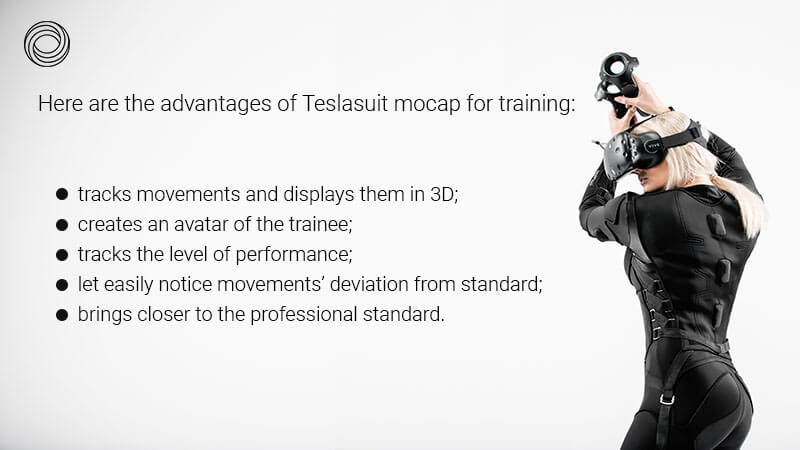 Here are the advantages of Teslasuit mocap for training:
tracks movements and displays them in 3D;
creates an avatar of the trainee;
tracks the level of performance;
let easily notice movements’ deviation from standard;
brings closer to the professional standard.